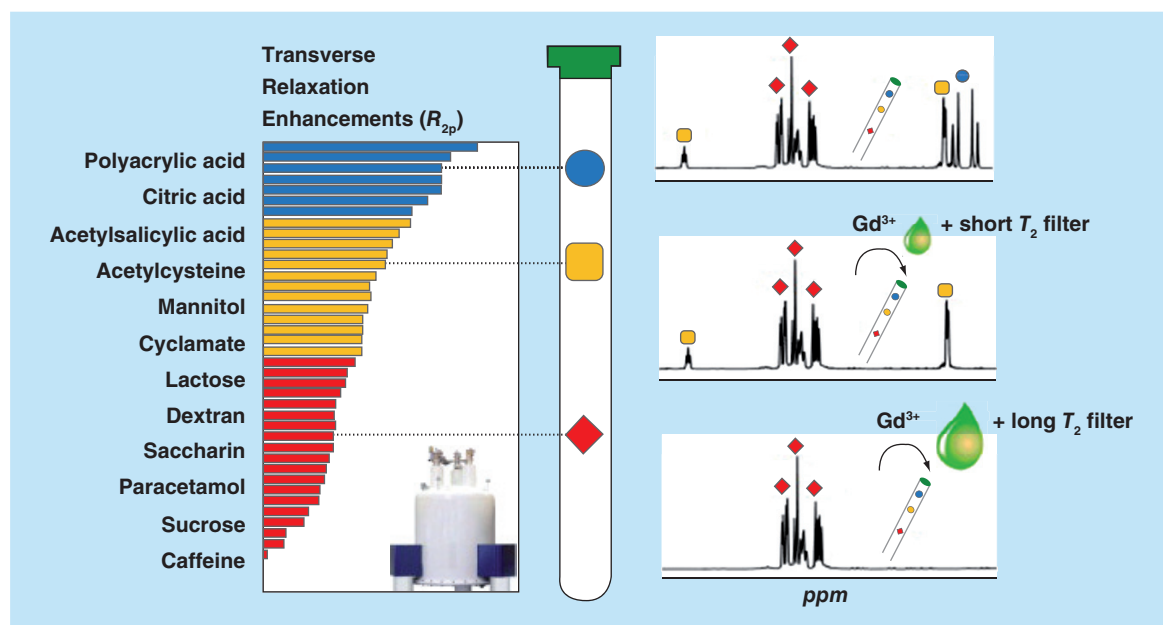 Transverse
Relaxation
Enhancements (R2p)
Polyacrylic acid
Citric acid
Acetylsalicylic acid
Acetylcysteine
Mannitol
Cyclamate
Lactose
Dextran
Saccharin
Paracetamol
Sucrose
Caffeine
Gd3+ + short T2 filter
Gd3+ + long T2 filter
ppm